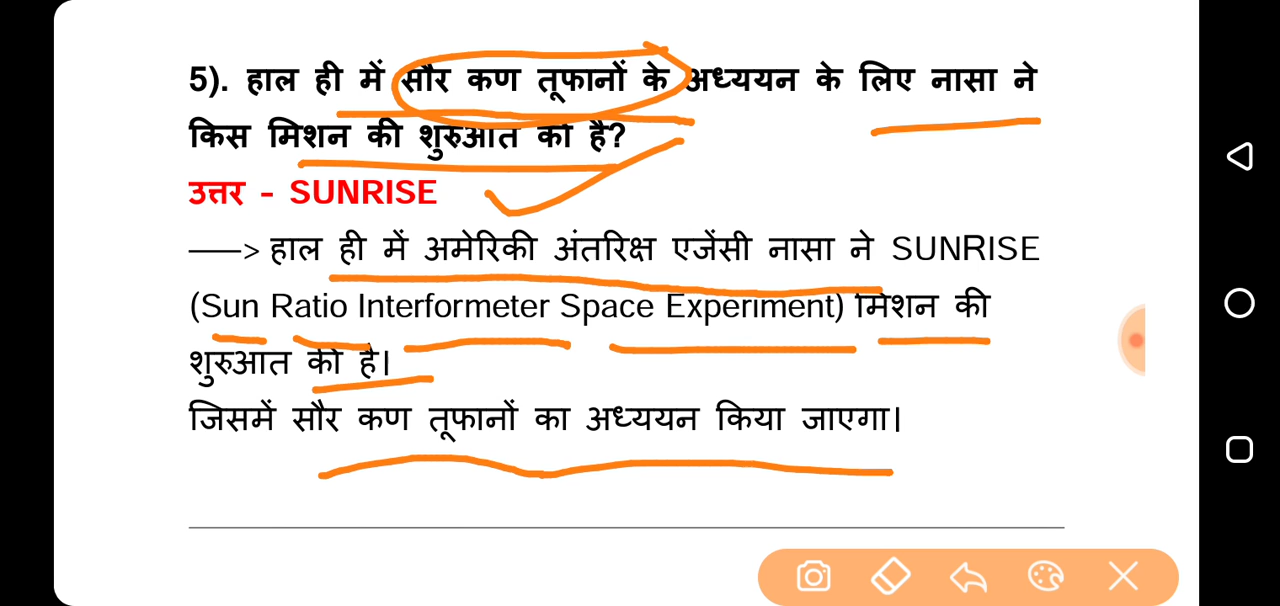 5). हाल ही में सौर कण तूफानों के अध्ययन के लिए नासा ने
किस मिशन की शुरुआत की है?
उत्तर - SUNRISE
——> हाल ही में अमेरिकी अंतरिक्ष एजेंसी नासा ने SUNRISE
(Sun Ratio Interformeter Space Experiment) मिशन की
शुरुआत की है।
जिसमें सौर कण तूफानों का अध्ययन किया जाएगा।